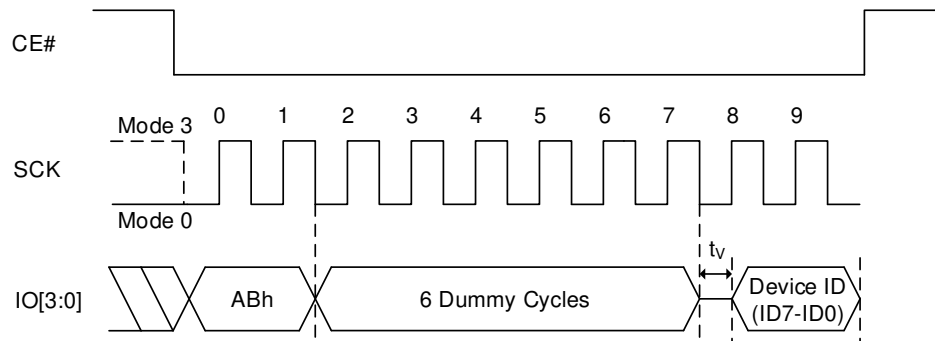 CE#
0 1 2 3 4 5 6 7 8 9
Mode 3
SCK
Mode 0
tV
IO[3:0]
ABh
6 Dummy Cycles
Device ID
(ID7-ID0)